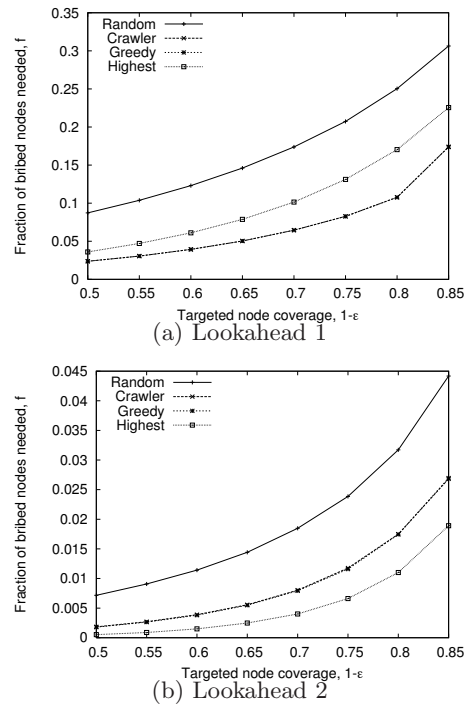 0.35
0.3
0.25
0.2
0.15
0.1
0.05
0
Fraction of bribed nodes needed, f
Random
Crawler
Greedy
Highest
0.5 0.55 0.6 0.65 0.7 0.75 0.8 0.85
Targeted node coverage, 1-ε
(a) Lookahead 1
0.045
0.04
0.035
0.03
0.025
0.02
0.015
0.01
0.005
0
Fraction of bribed nodes needed, f
Random
Crawler
Greedy
Highest
0.5 0.55 0.6 0.65 0.7 0.75 0.8 0.85
Targeted node coverage, 1-ε
(b) Lookahead 2